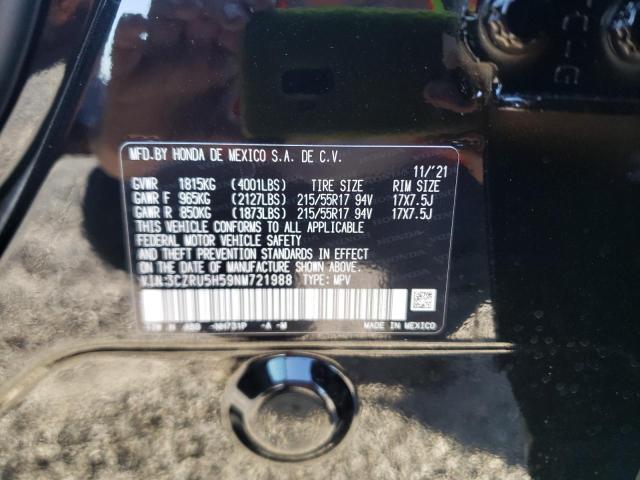 MFD.BY HONDA DE MEXICO S.A. DE C.V.
11/'21
GVWR 1815KG (4001LBS) TIRE SIZE RIM SIZE
GAWR F 965KG (2127LBS) 215/55R17 94V 17X7.5J
GAWR R 850KG (1873LBS) 215/55R17 94V 17X7.5J
THIS VEHICLE CONFORMS TO ALL APPLICABLE
FEDERAL MOTOR VEHICLE SAFETY
AND THEFT PREVENTION STANDARDS IN EFFECT
ON THE DATE OF MANUFACTURE SHOWN ABOVE.
V.I.N:3CZRU5H59NM721988 TYPE: MPV
NH731P -A -M
MADE IN MEXICO